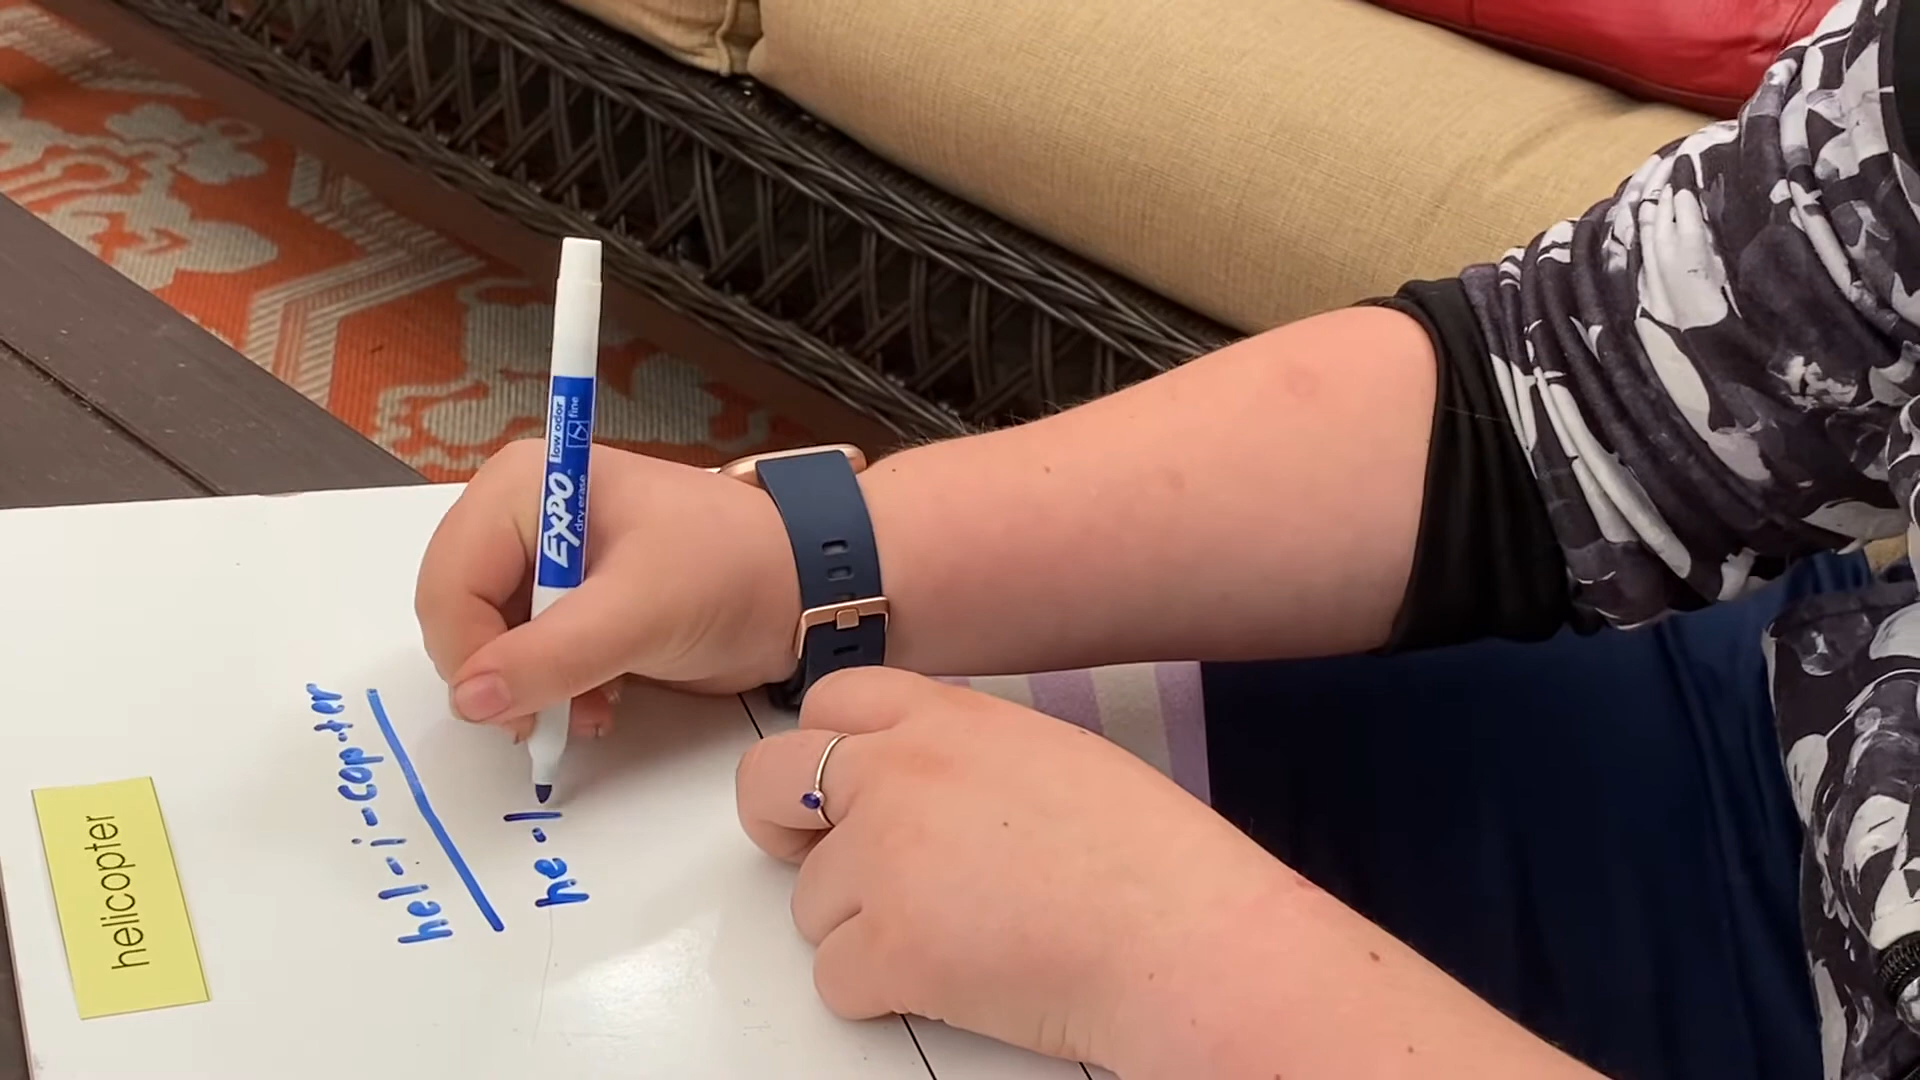 helicopter
hel-i-cop-ter
he-l
EXPO
low odor
dry erase
fine